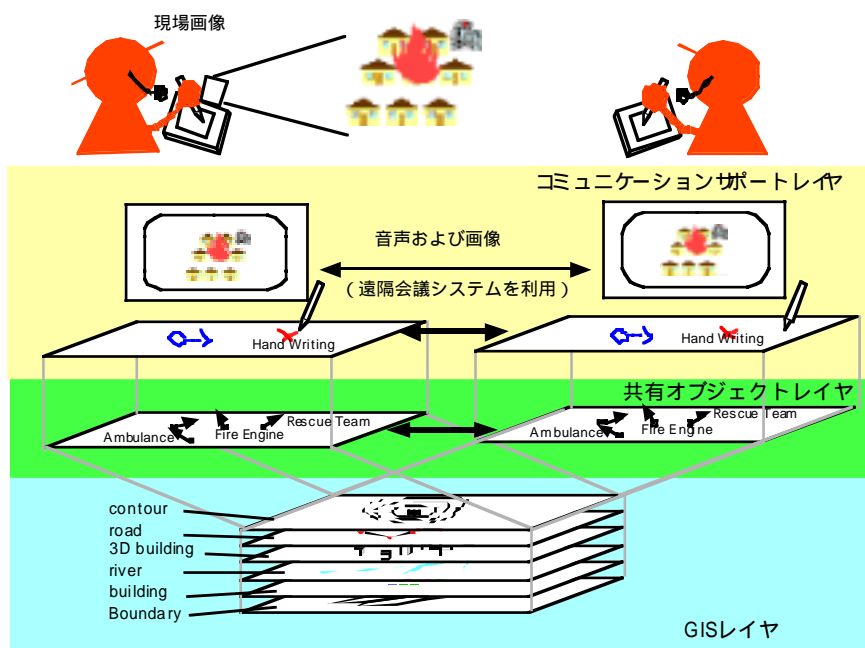 現場画像
コミュニケーションサポートレイヤ
音声および画像
(遠隔会議システムを利用)
Hand Writing
Hand Writing
共有オブジェクトレイヤ
Rescue Team
Ambulance
Fire Engine
Rescue Team
Ambulance
Fire Engine
contour
road
3D building
river
building
Boundary
GISレイヤ